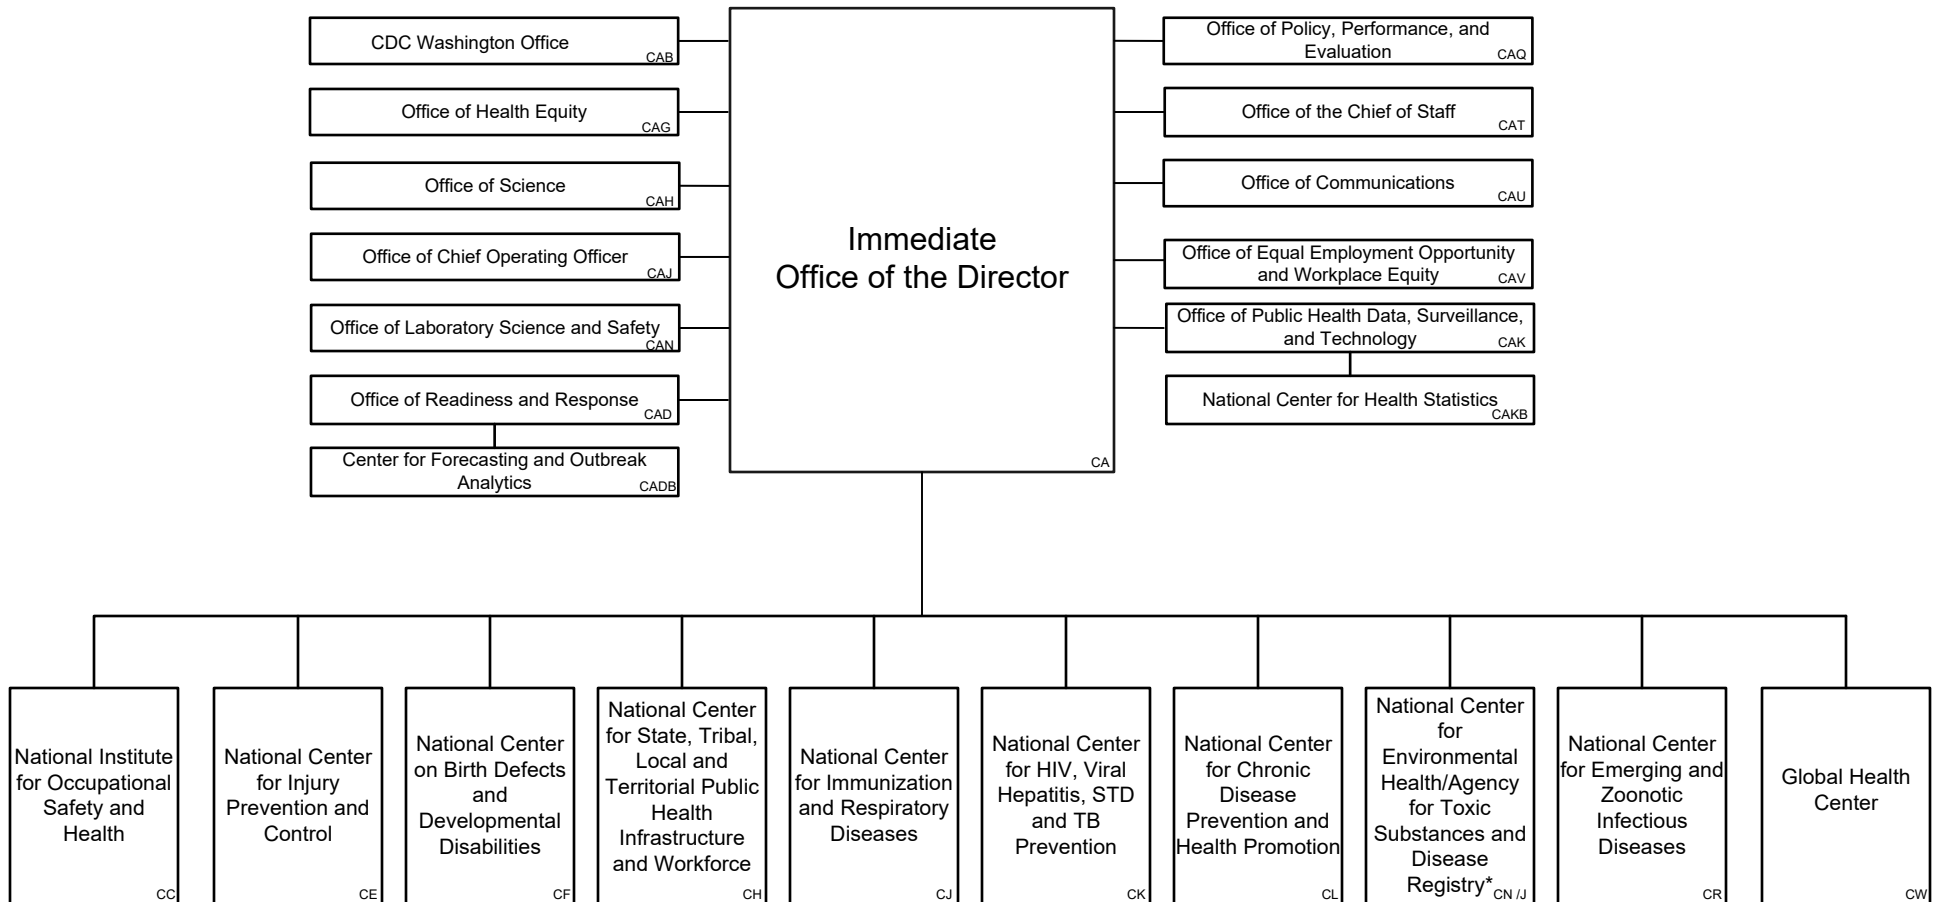 CDC Washington Office
CAB
Office of Health Equity
CAG
Office of Science
CAH
Office of Chief Operating Officer
CAJ
Office of Laboratory Science and Safety
CAN
Office of Readiness and Response
CAD
Center for Forecasting and Outbreak
Analytics
CADB
Immediate
Office of the Director
CA
Office of Policy, Performance, and
Evaluation
CAQ
Office of the Chief of Staff
CAT
Office of Communications
CAU
Office of Equal Employment Opportunity
and Workplace Equity
CAV
Office of Public Health Data, Surveillance,
and Technology
CAK
National Center for Health Statistics
CAKB
National Institute
for Occupational
Safety and
Health
CC
National Center
for Injury
Prevention and
Control
CE
National Center
on Birth Defects
and
Developmental
Disabilities
CF
National Center
for State, Tribal,
Local and
Territorial Public
Health
Infrastructure
and Workforce
CH
National Center
for Immunization
and Respiratory
Diseases
CJ
National Center
for HIV, Viral
Hepatitis, STD
and TB
Prevention
CK
National Center
for Chronic
Disease
Prevention and
Health Promotion
CL
National Center
for
Environmental
Health/Agency
for Toxic
Substances and
Disease
Registry*
CN /J
National Center
for Emerging and
Zoonotic
Infectious
Diseases
CR
Global Health
Center
CW